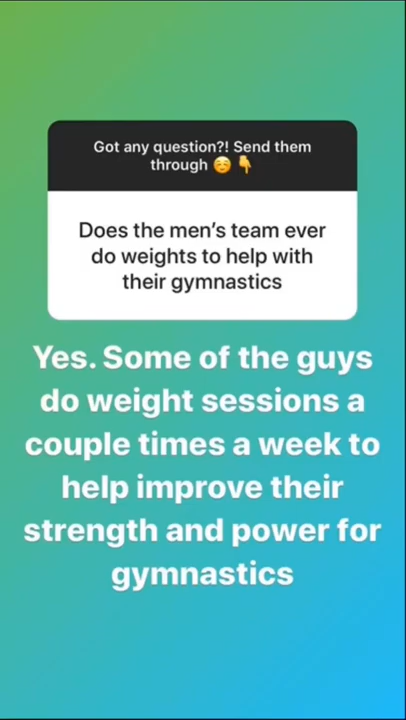 Got any question?! Send them
through ☺️ 👇
Does the men’s team ever
do weights to help with
their gymnastics
Yes. Some of the guys
do weight sessions a
couple times a week to
help improve their
strength and power for
gymnastics